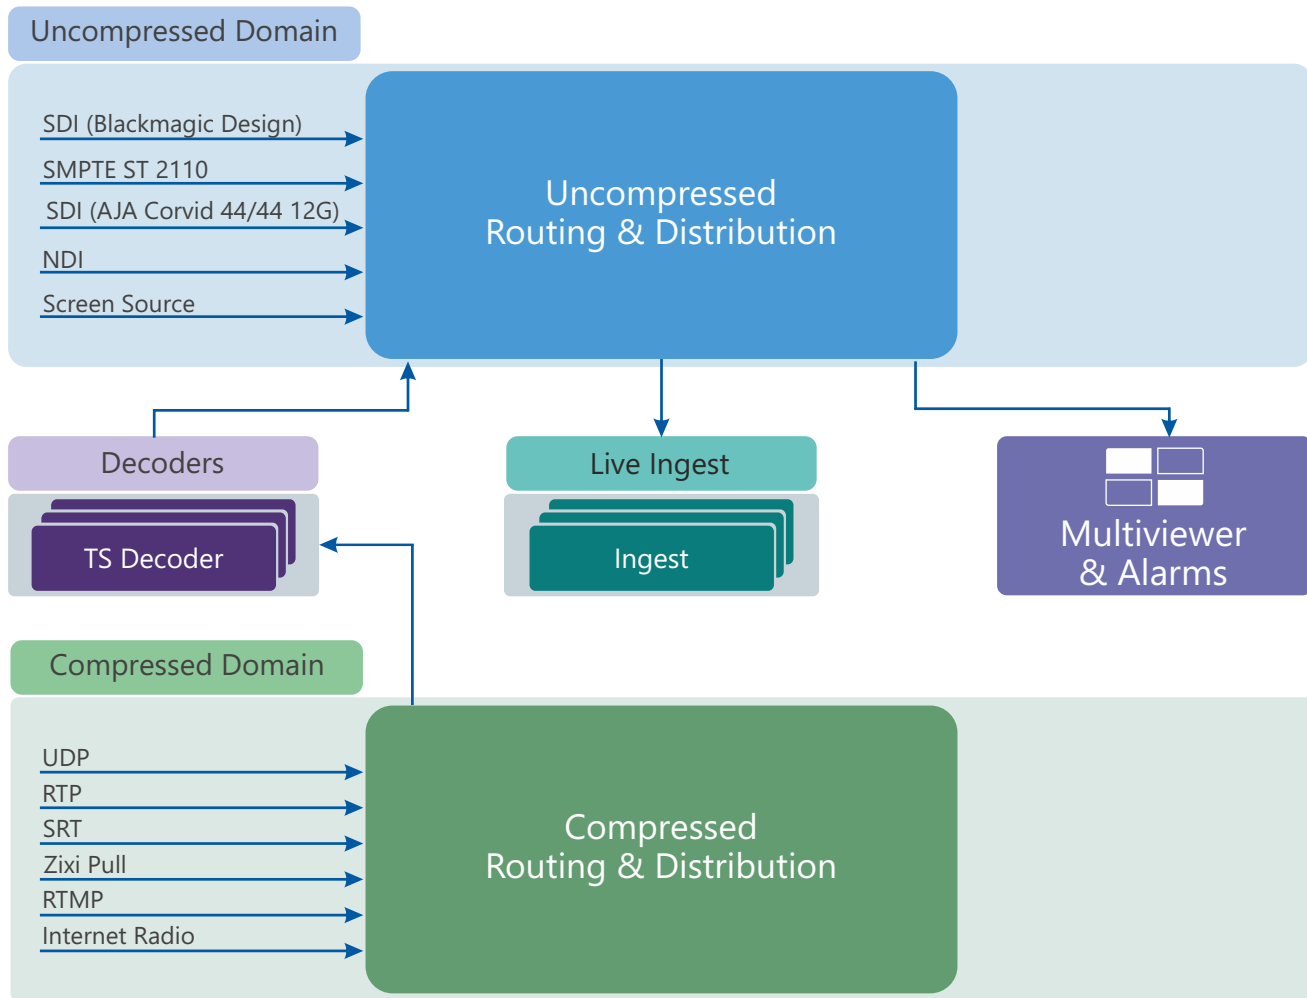 Uncompressed Domain
SDI (Blackmagic Design)
SMPTE ST 2110
SDI (AJA Corvid 44/44 12G)
NDI
Screen Source
Uncompressed
Routing & Distribution
Decoders
TS Decoder
Live Ingest
Ingest
Multiviewer
& Alarms
Compressed Domain
UDP
RTP
SRT
Zixi Pull
RTMP
Internet Radio
Compressed
Routing & Distribution